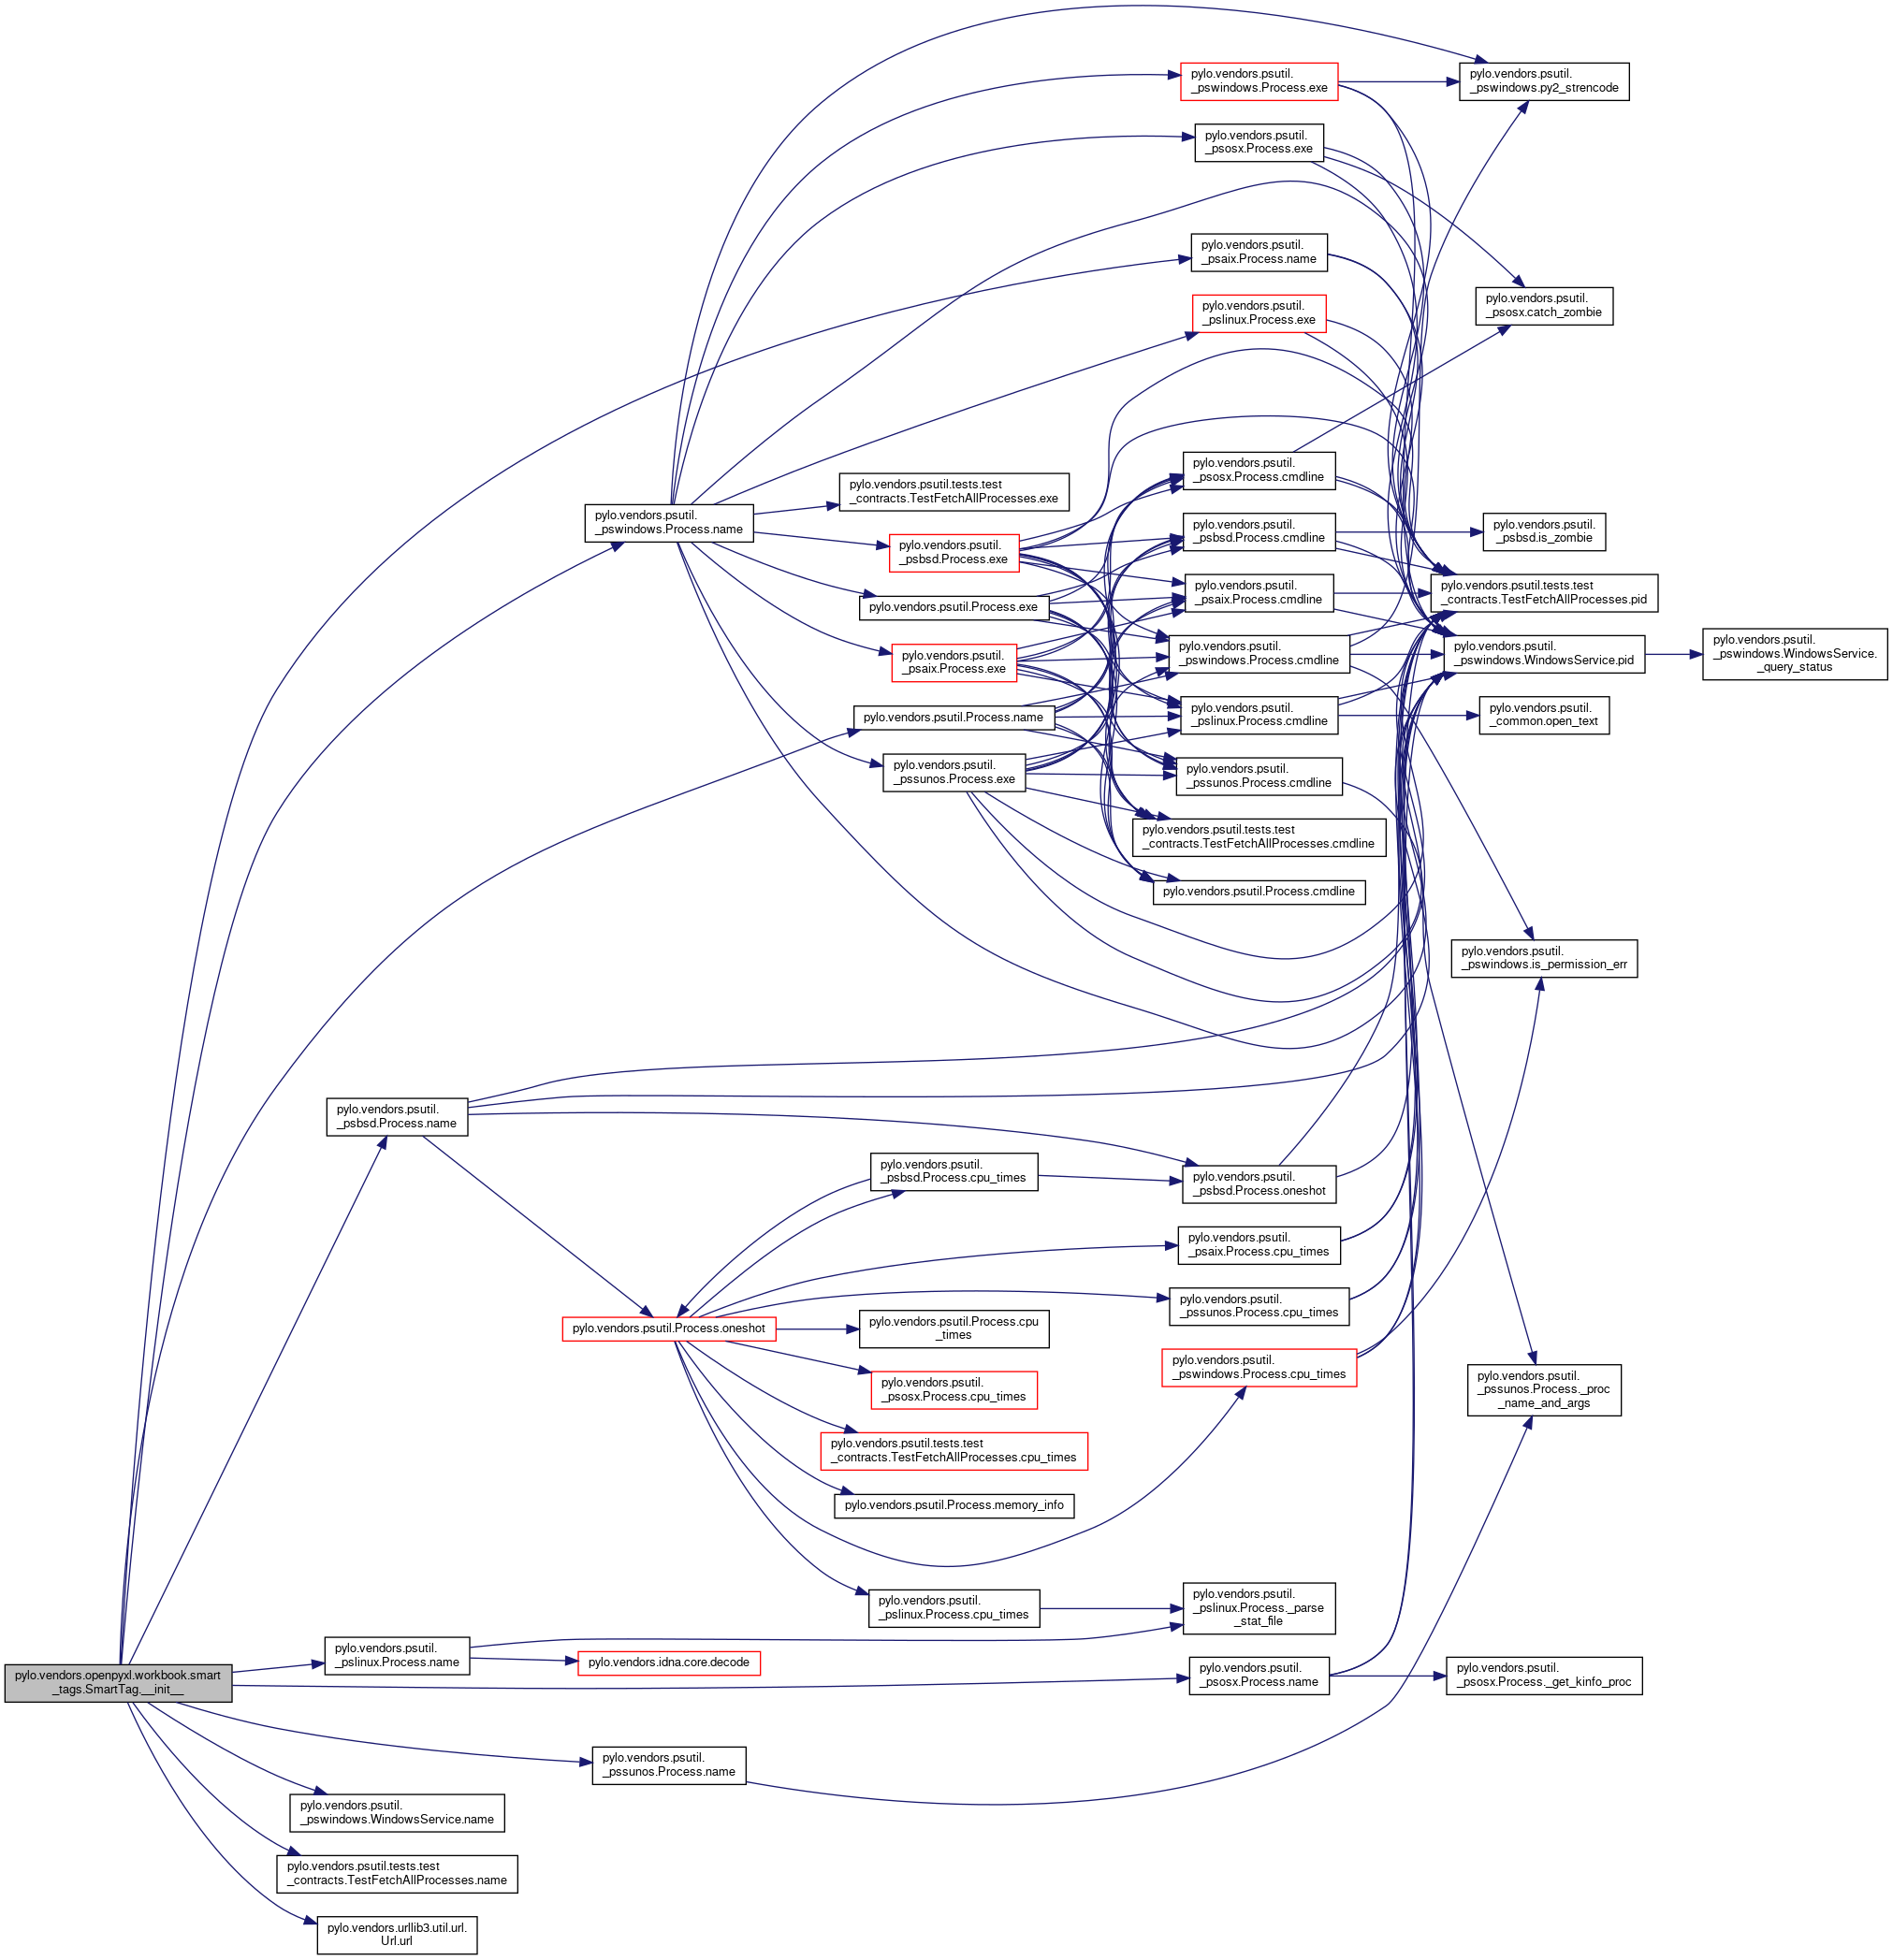 pylo.vendors.psutil.
_pswindows.Process.exe
pylo.vendors.psutil.
_pswindows.py2_strencode
pylo.vendors.psutil.
_psosx.Process.exe
pylo.vendors.psutil.
_psaix.Process.name
pylo.vendors.psutil.
_pslinux.Process.exe
pylo.vendors.psutil.
_psosx.catch_zombie
pylo.vendors.psutil.
_psosx.Process.cmdline
pylo.vendors.psutil.tests.test
_contracts.TestFetchAllProcesses.exe
pylo.vendors.psutil.
_pswindows.Process.name
pylo.vendors.psutil.
_psbsd.Process.cmdline
pylo.vendors.psutil.
_psbsd.is_zombie
pylo.vendors.psutil.
_psbsd.Process.exe
pylo.vendors.psutil.
_psaix.Process.cmdline
pylo.vendors.psutil.tests.test
_contracts.TestFetchAllProcesses.pid
pylo.vendors.psutil.Process.exe
pylo.vendors.psutil.
_psaix.Process.exe
pylo.vendors.psutil.
_pswindows.Process.cmdline
pylo.vendors.psutil.
_pswindows.WindowsService.pid
pylo.vendors.psutil.
_pswindows.WindowsService.
_query_status
pylo.vendors.psutil.Process.name
pylo.vendors.psutil.
_pslinux.Process.cmdline
pylo.vendors.psutil.
_common.open_text
pylo.vendors.psutil.
_pssunos.Process.exe
pylo.vendors.psutil.
_pssunos.Process.cmdline
pylo.vendors.psutil.tests.test
_contracts.TestFetchAllProcesses.cmdline
pylo.vendors.psutil.Process.cmdline
pylo.vendors.psutil.
_pswindows.is_permission_err
pylo.vendors.psutil.
_psbsd.Process.name
pylo.vendors.psutil.
_psbsd.Process.cpu_times
pylo.vendors.psutil.
_psbsd.Process.oneshot
pylo.vendors.psutil.
_psaix.Process.cpu_times
pylo.vendors.psutil.
_pssunos.Process.cpu_times
pylo.vendors.psutil.Process.oneshot
pylo.vendors.psutil.Process.cpu
_times
pylo.vendors.psutil.
_pswindows.Process.cpu_times
pylo.vendors.psutil.
_psosx.Process.cpu_times
pylo.vendors.psutil.
_pssunos.Process._proc
_name_and_args
pylo.vendors.psutil.tests.test
_contracts.TestFetchAllProcesses.cpu_times
pylo.vendors.psutil.Process.memory_info
pylo.vendors.psutil.
_pslinux.Process.cpu_times
pylo.vendors.psutil.
_pslinux.Process._parse
_stat_file
pylo.vendors.psutil.
_pslinux.Process.name
pylo.vendors.idna.core.decode
pylo.vendors.openpyxl.workbook.smart
_tags.SmartTag.__init__
pylo.vendors.psutil.
_psosx.Process.name
pylo.vendors.psutil.
_psosx.Process._get_kinfo_proc
pylo.vendors.psutil.
_pssunos.Process.name
pylo.vendors.psutil.
_pswindows.WindowsService.name
pylo.vendors.psutil.tests.test
_contracts.TestFetchAllProcesses.name
pylo.vendors.urllib3.util.url.
Url.url